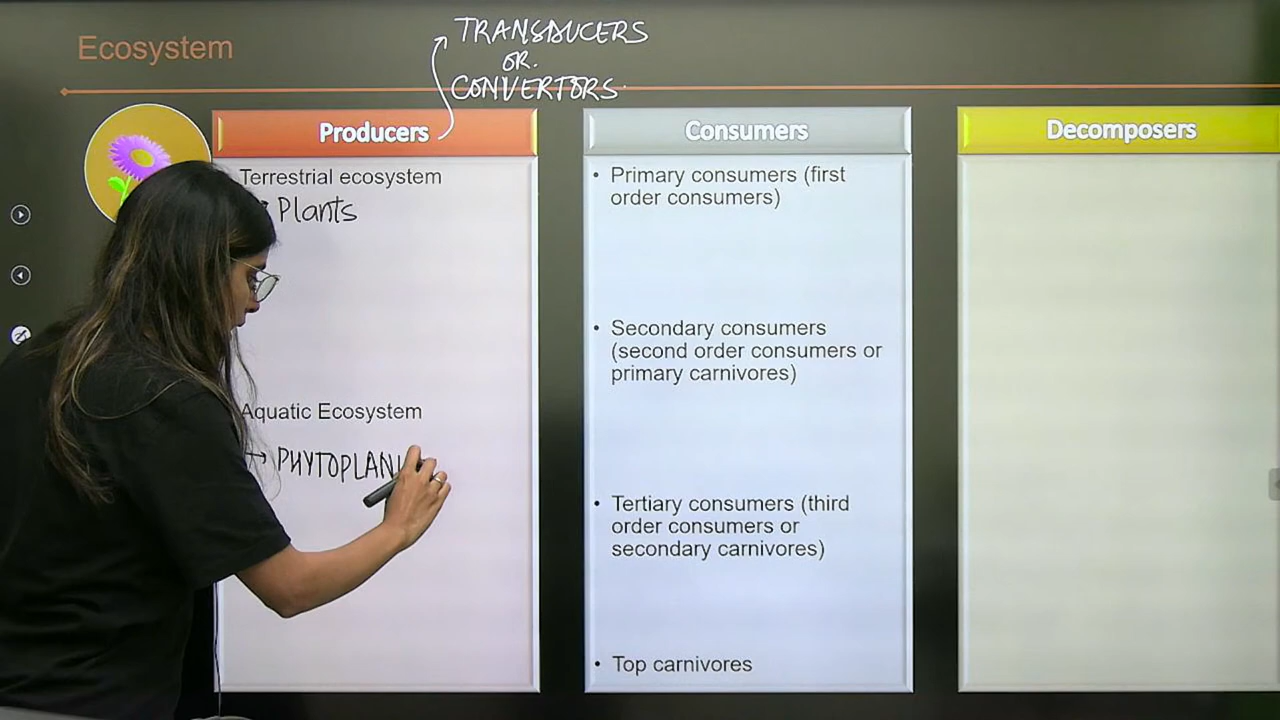 Ecosystem
TRANSDUCERS
OR.
CONVERTORS.
Producers
Terrestrial ecosystem
Plants
Aquatic Ecosystem
→ PHYTOPLAN
Consumers
• Primary consumers (first
order consumers)
• Secondary consumers
(second order consumers or
primary carnivores)
• Tertiary consumers (third
order consumers or
secondary carnivores)
• Top carnivores
Decomposers